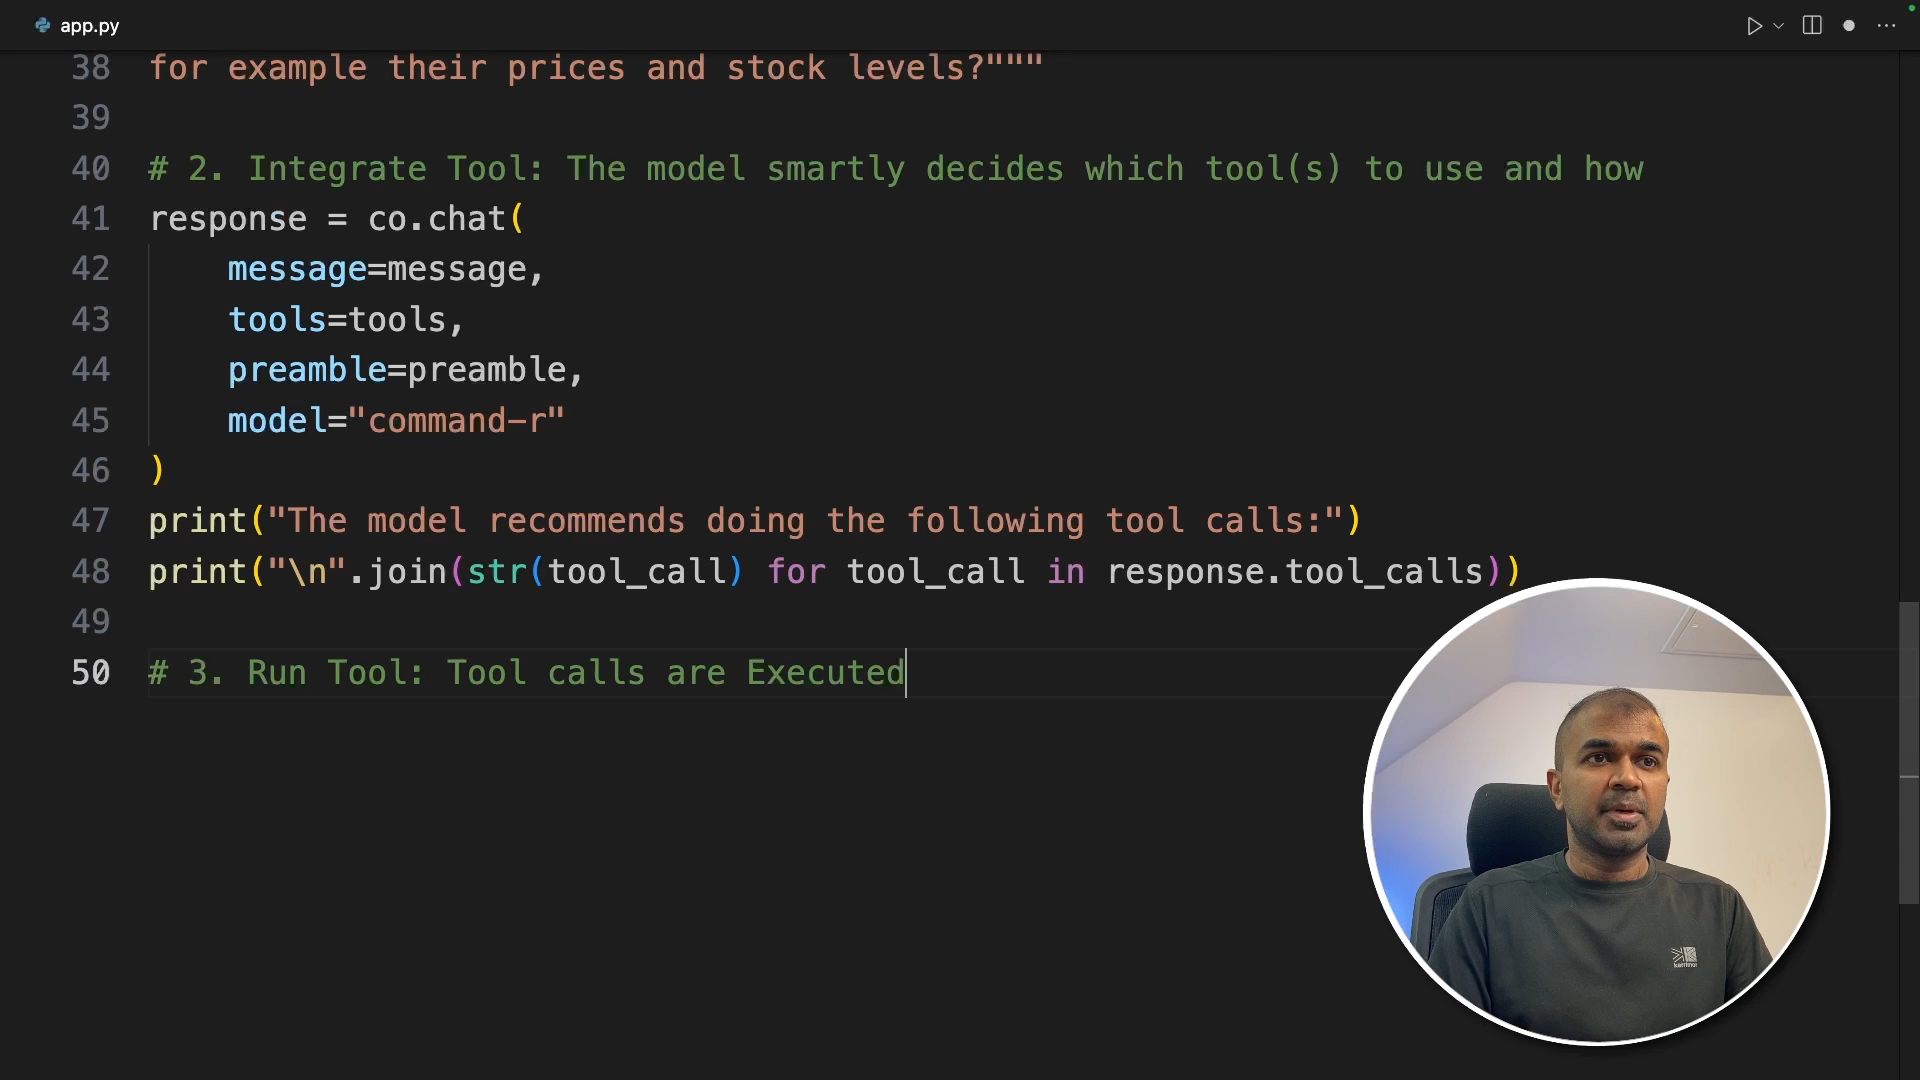 app.py
38 for example their prices and stock levels?"""
39
40 # 2. Integrate Tool: The model smartly decides which tool(s) to use and how
41 response = co.chat(
42 message=message,
43 tools=tools,
44 preamble=preamble,
45 model="command-r"
46 )
47 print("The model recommends doing the following tool calls:")
48 print("\n".join(str(tool_call) for tool_call in response.tool_calls))
49
50 # 3. Run Tool: Tool calls are Executed